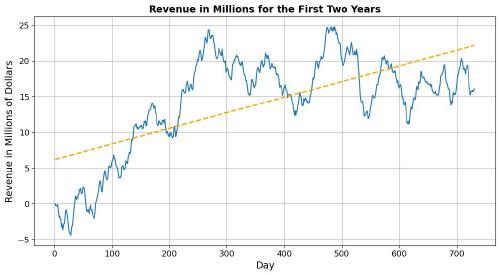 Revenue in Millions for the First Two Years
Revenue in Millions of Dollars
25
20
15
10
5
0
−5
0 100 200 300 400 500 600 700
Day